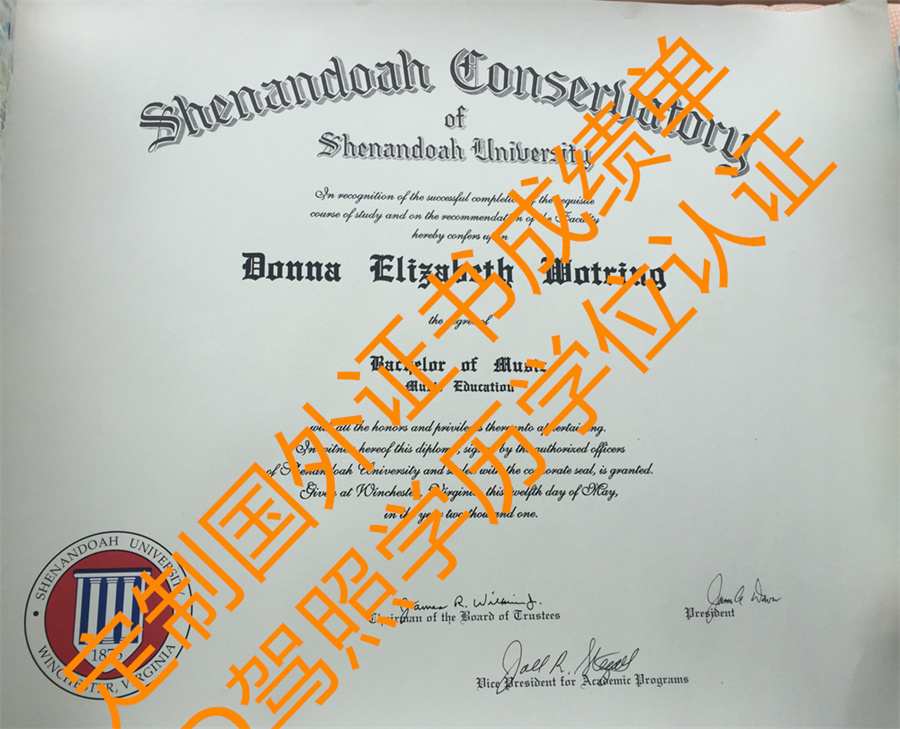 Shenandoah Conservatory
of
Shenandoah University
In recognition of the successful completion of the requisite
course of study and on the recommendation of the Faculty
hereby confers upon
Donna Elizabeth Wotring
the degree of
Bachelor of Music
Music Education
with all the honors and privileges thereunto appertaining.
In witness hereof this diploma, signed by the authorized officers
of Shenandoah University and sealed with the corporate seal, is granted.
Given at Winchester, Virginia, this twelfth day of May,
in the year two thousand one.
SHENANDOAH UNIVERSITY
1875
WINCHESTER, VIRGINIA
Chairman of the Board of Trustees
President
Vice President for Academic Programs
定制国外证书成绩单
D驾照学历学位认证